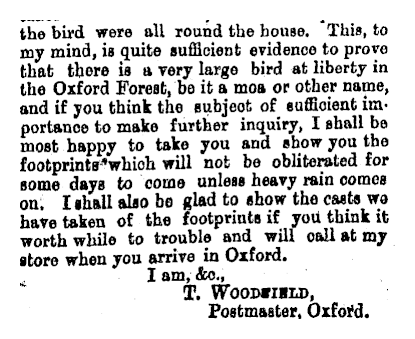 the bird were all round the house. This, to
my mind, is quite sufficient evidence to prove
that there is a very large bird at liberty in
the Oxford Forest, be it a moa or other name,
and if you think the subject of sufficient im-
portance to make further inquiry, I shall be
most happy to take you and show you the
footprints which will not be obliterated for
some days to come unless heavy rain comes
on. I shall also be glad to show the casts we
have taken of the footprints if you think it
worth while to trouble and will call at my
store when you arrive in Oxford.
I am, &c.,
T. WOODFIELD,
Postmaster, Oxford.